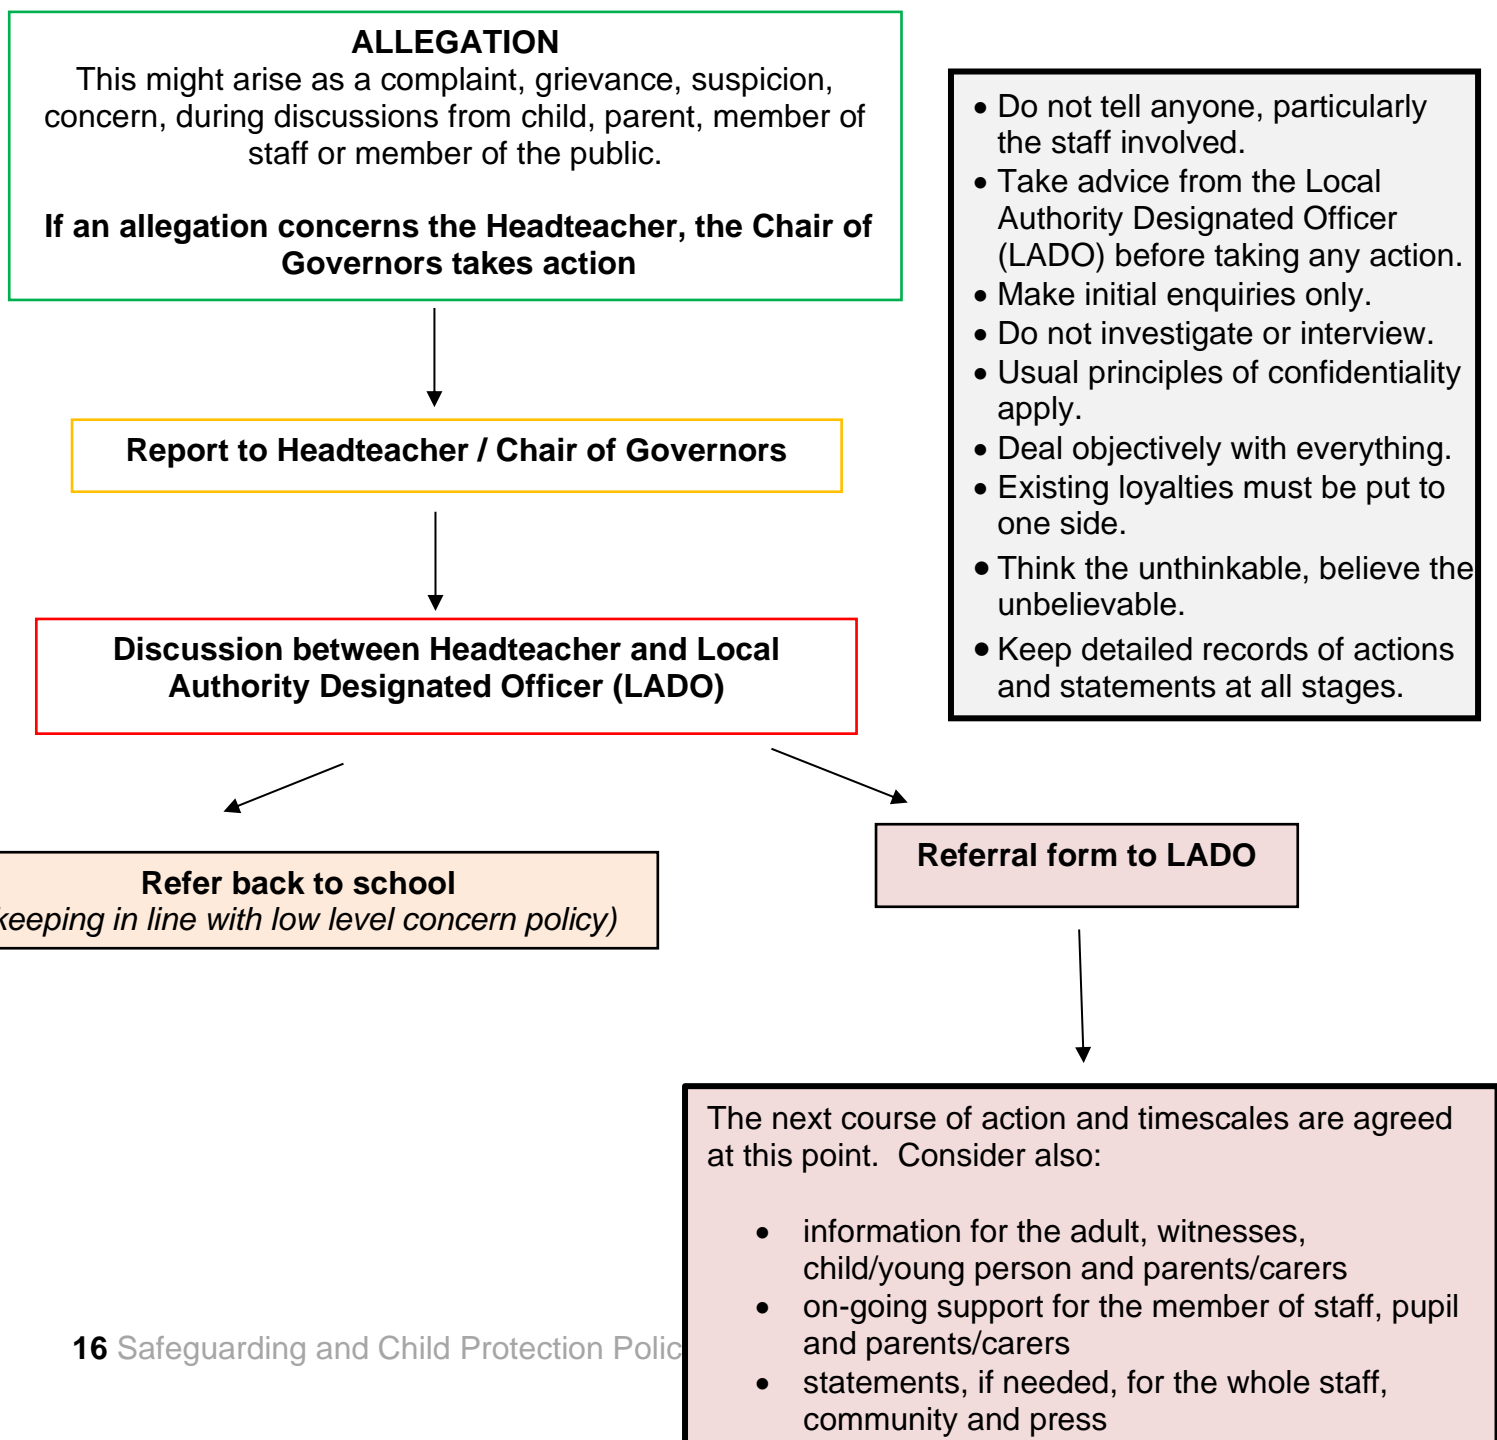 ALLEGATION
This might arise as a complaint, grievance, suspicion,
concern, during discussions from child, parent, member of
staff or member of the public.
If an allegation concerns the Headteacher, the Chair of
Governors takes action
Report to Headteacher / Chair of Governors
Discussion between Headteacher and Local
Authority Designated Officer (LADO)
• Do not tell anyone, particularly
the staff involved.
• Take advice from the Local
Authority Designated Officer
(LADO) before taking any action.
• Make initial enquiries only.
• Do not investigate or interview.
• Usual principles of confidentiality
apply.
• Deal objectively with everything.
• Existing loyalties must be put to
one side.
• Think the unthinkable, believe the
unbelievable.
• Keep detailed records of actions
and statements at all stages.
Refer back to school
keeping in line with low level concern policy)
Referral form to LADO
The next course of action and timescales are agreed
at this point. Consider also:
• information for the adult, witnesses,
child/young person and parents/carers
• on-going support for the member of staff, pupil
and parents/carers
• statements, if needed, for the whole staff,
community and press
16 Safeguarding and Child Protection Polic